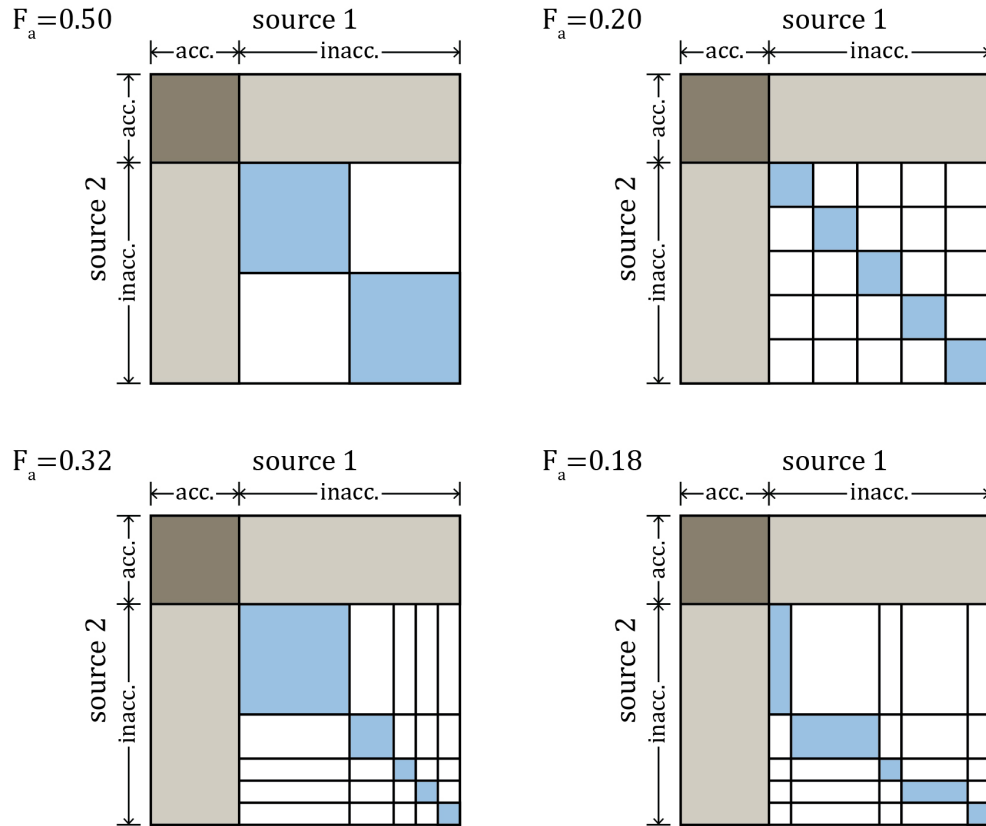 F_a=0.50
source 1
acc.
inacc.
source 2
acc.
inacc.
F_a=0.20
source 1
acc.
inacc.
source 2
acc.
inacc.
F_a=0.32
source 1
acc.
inacc.
source 2
acc.
inacc.
F_a=0.18
source 1
acc.
inacc.
source 2
acc.
inacc.